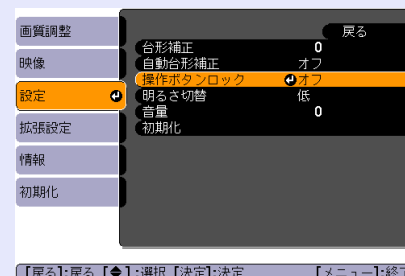 画質調整
映像
設定
拡張設定
情報
初期化
戻る
台形補正 0
自動台形補正 オフ
操作ボタンロック オフ
明るさ切替 低
音量 0
初期化
[戻る]:戻る [◆]:選択 [決定]:決定 [メニュー]:終了